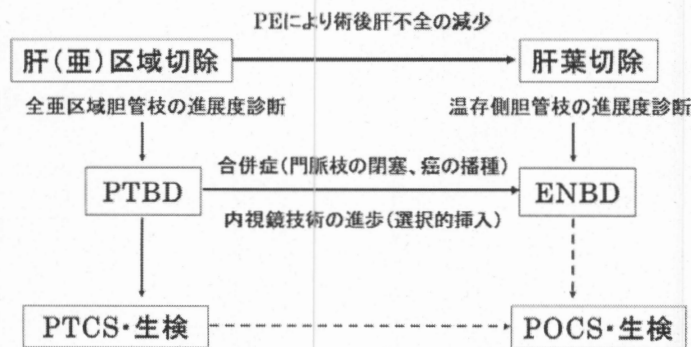 PEにより術後肝不全の減少
肝(亜)区域切除
肝葉切除
全亜区域胆管枝の進展度診断
温存側胆管枝の進展度診断
合併症(門脈枝の閉塞、癌の播種)
PTBD
ENBD
内視鏡技術の進歩(選択的挿入)
PTCS・生検
POCS・生検